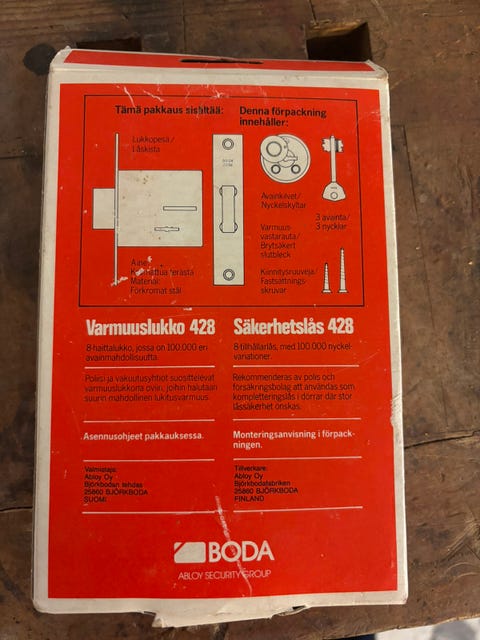 Tämä pakkaus sisältää:
Denna förpackning
innehåller:
Lukkopesä/
Låskista
Avainkilvet/
Nyckelskyltar
3 avainta/
3 nycklar
Varmuus-
vastarauta/
Brytsäkert
slutbleck
Aine:
terästä
Material:
Förkromat stål
Kiinnitysruuveja/
Fastsättnings-
skruvar
Varmuuslukko 428
8-haittalukko, jossa on 100.000 eri
avainmahdollisuutta.
Poliisi ja vakuutusyhtiöt suosittelevat
varmuuslukkona oviin, joihin halutaan
suurin mahdollinen lukitusvarmuus.
Asennusohjeet pakkauksessa.
Valmistaja:
Abloy Oy
Björkbodan tehdas
25860 BJÖRKBODA
SUOMI
Säkerhetslås 428
8-tillhållarlås, med 100.000 nyckel-
variationer.
Rekommenderas av polis och
försäkringsbolag att användas som
kompletteringslås i dörrar där stor
låssäkerhet önskas.
Monteringsanvisning i förpack-
ningen.
Tillverkare:
Abloy Oy
Björkbodafabriken
25860 BJÖRKBODA
FINLAND
BODA
ABLOY SECURITY GROUP